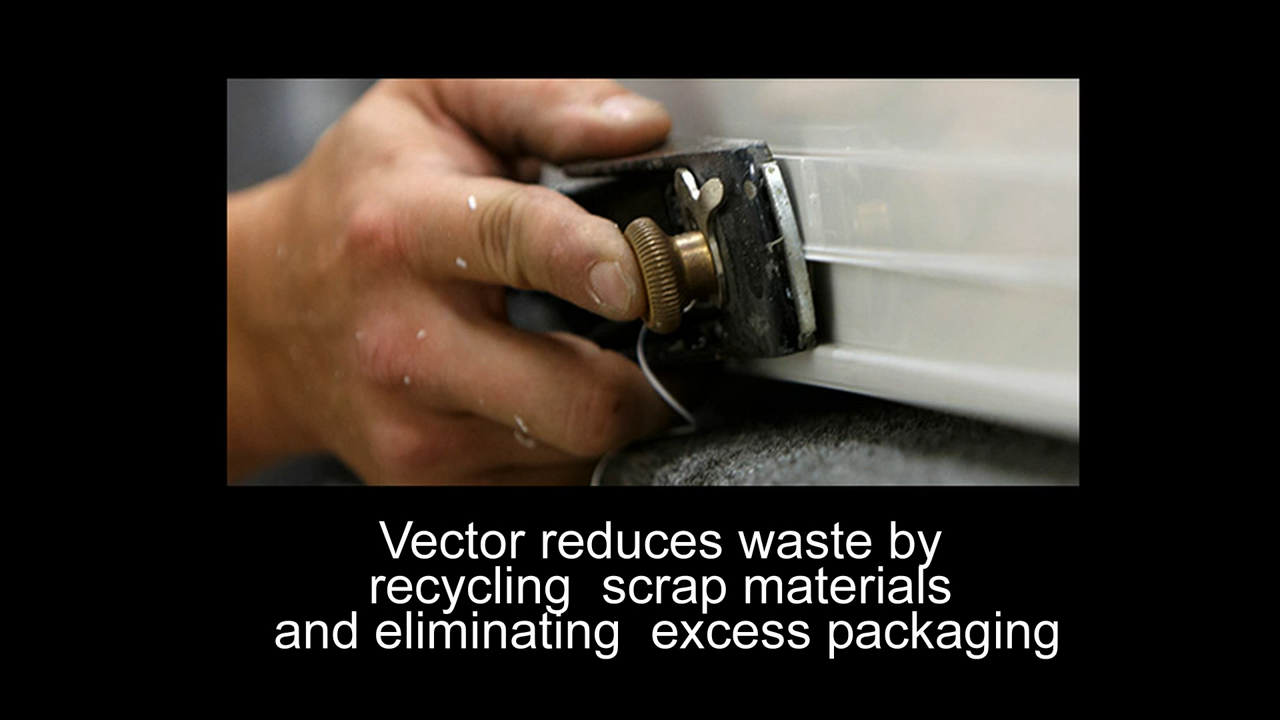 Vector reduces waste by
recycling  scrap materials
and eliminating  excess packaging